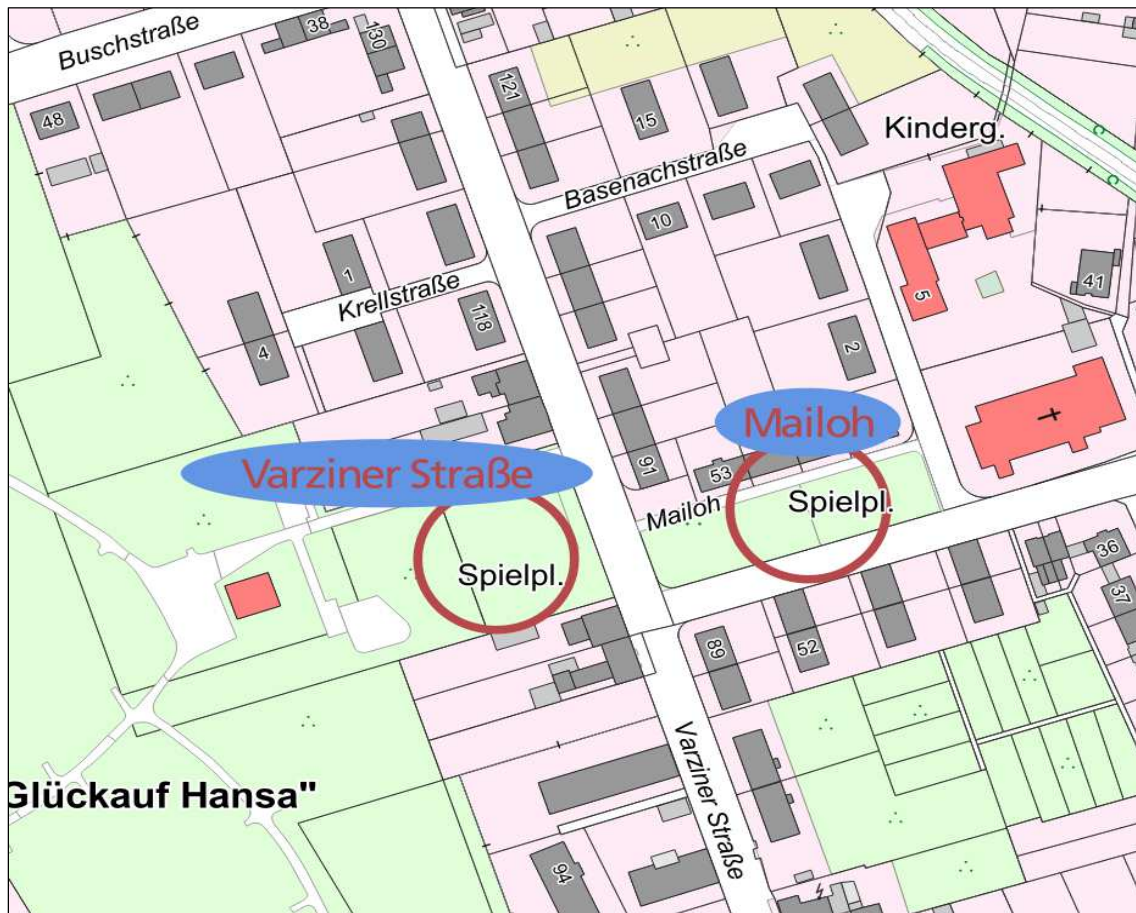 Buschstraße
38
130
48
121
15
Kinderg.
Basenachstraße
10
1
41
5
Krellstraße
118
4
2
Mailoh
Varziner Straße
91
53
Mailoh
Spielpl.
Spielpl.
36
37
89
52
Varziner Straße
Glückauf Hansa"
94